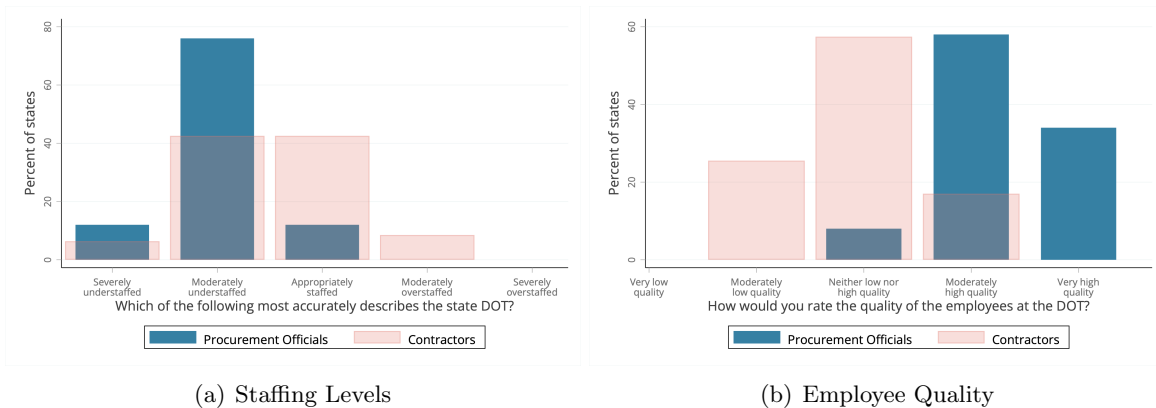 80
60
40
20
0
Percent of states
Severely understaffed
Moderately understaffed
Appropriately staffed
Moderately overstaffed
Severely overstaffed
Which of the following most accurately describes the state DOT?
Procurement Officials
Contractors
(a) Staffing Levels
60
40
20
0
Percent of states
Very low quality
Moderately low quality
Neither low nor high quality
Moderately high quality
Very high quality
How would you rate the quality of the employees at the DOT?
Procurement Officials
Contractors
(b) Employee Quality